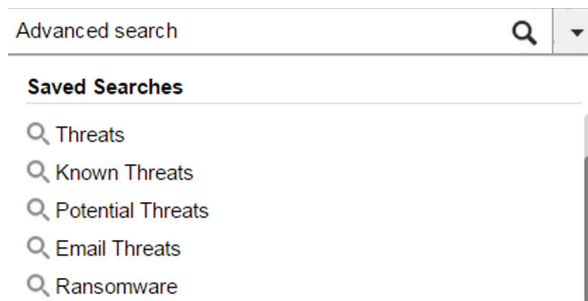 Advanced search
Saved Searches
Threats
Known Threats
Potential Threats
Email Threats
Ransomware